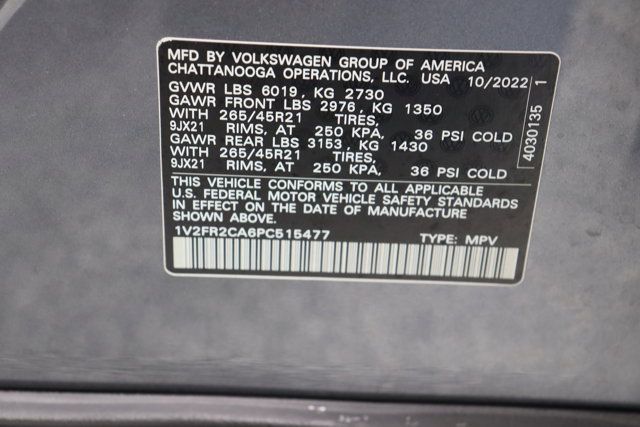 MFD BY VOLKSWAGEN GROUP OF AMERICA
CHATTANOOGA OPERATIONS, LLC. USA 10/2022
GVWR LBS 6019, KG 2730
GAWR FRONT LBS 2976, KG 1350
WITH 265/45R21 TIRES,
9JX21 RIMS, AT 250 KPA, 36 PSI COLD
GAWR REAR LBS 3153, KG 1430
WITH 265/45R21 TIRES,
9JX21 RIMS, AT 250 KPA, 36 PSI COLD
THIS VEHICLE CONFORMS TO ALL APPLICABLE
U.S. FEDERAL MOTOR VEHICLE SAFETY STANDARDS
IN EFFECT ON THE DATE OF MANUFACTURE
SHOWN ABOVE.
1V2FR2CA6PC515477 TYPE: MPV
4030135 1